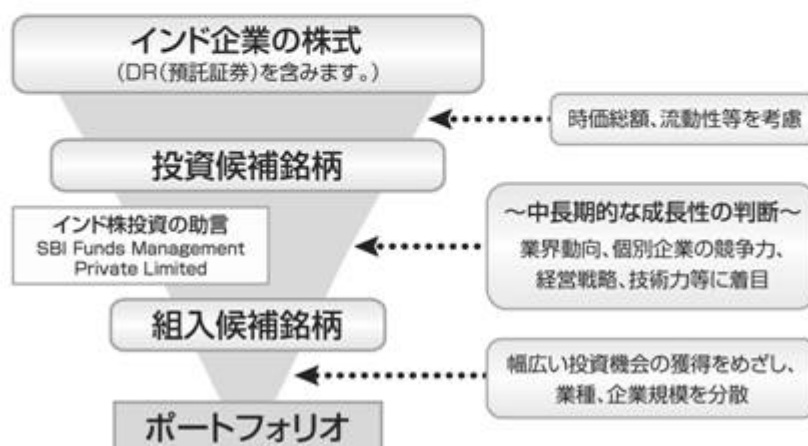 インド企業の株式
(DR(預託証券)を含みます。)
時価総額、流動性等を考慮
投資候補銘柄
インド株投資の助言
SBI Funds Management
Private Limited
～中長期的な成長性の判断～
業界動向、個別企業の競争力、
経営戦略、技術力等に着目
組入候補銘柄
幅広い投資機会の獲得をめざし、
業種、企業規模を分散
ポートフォリオ